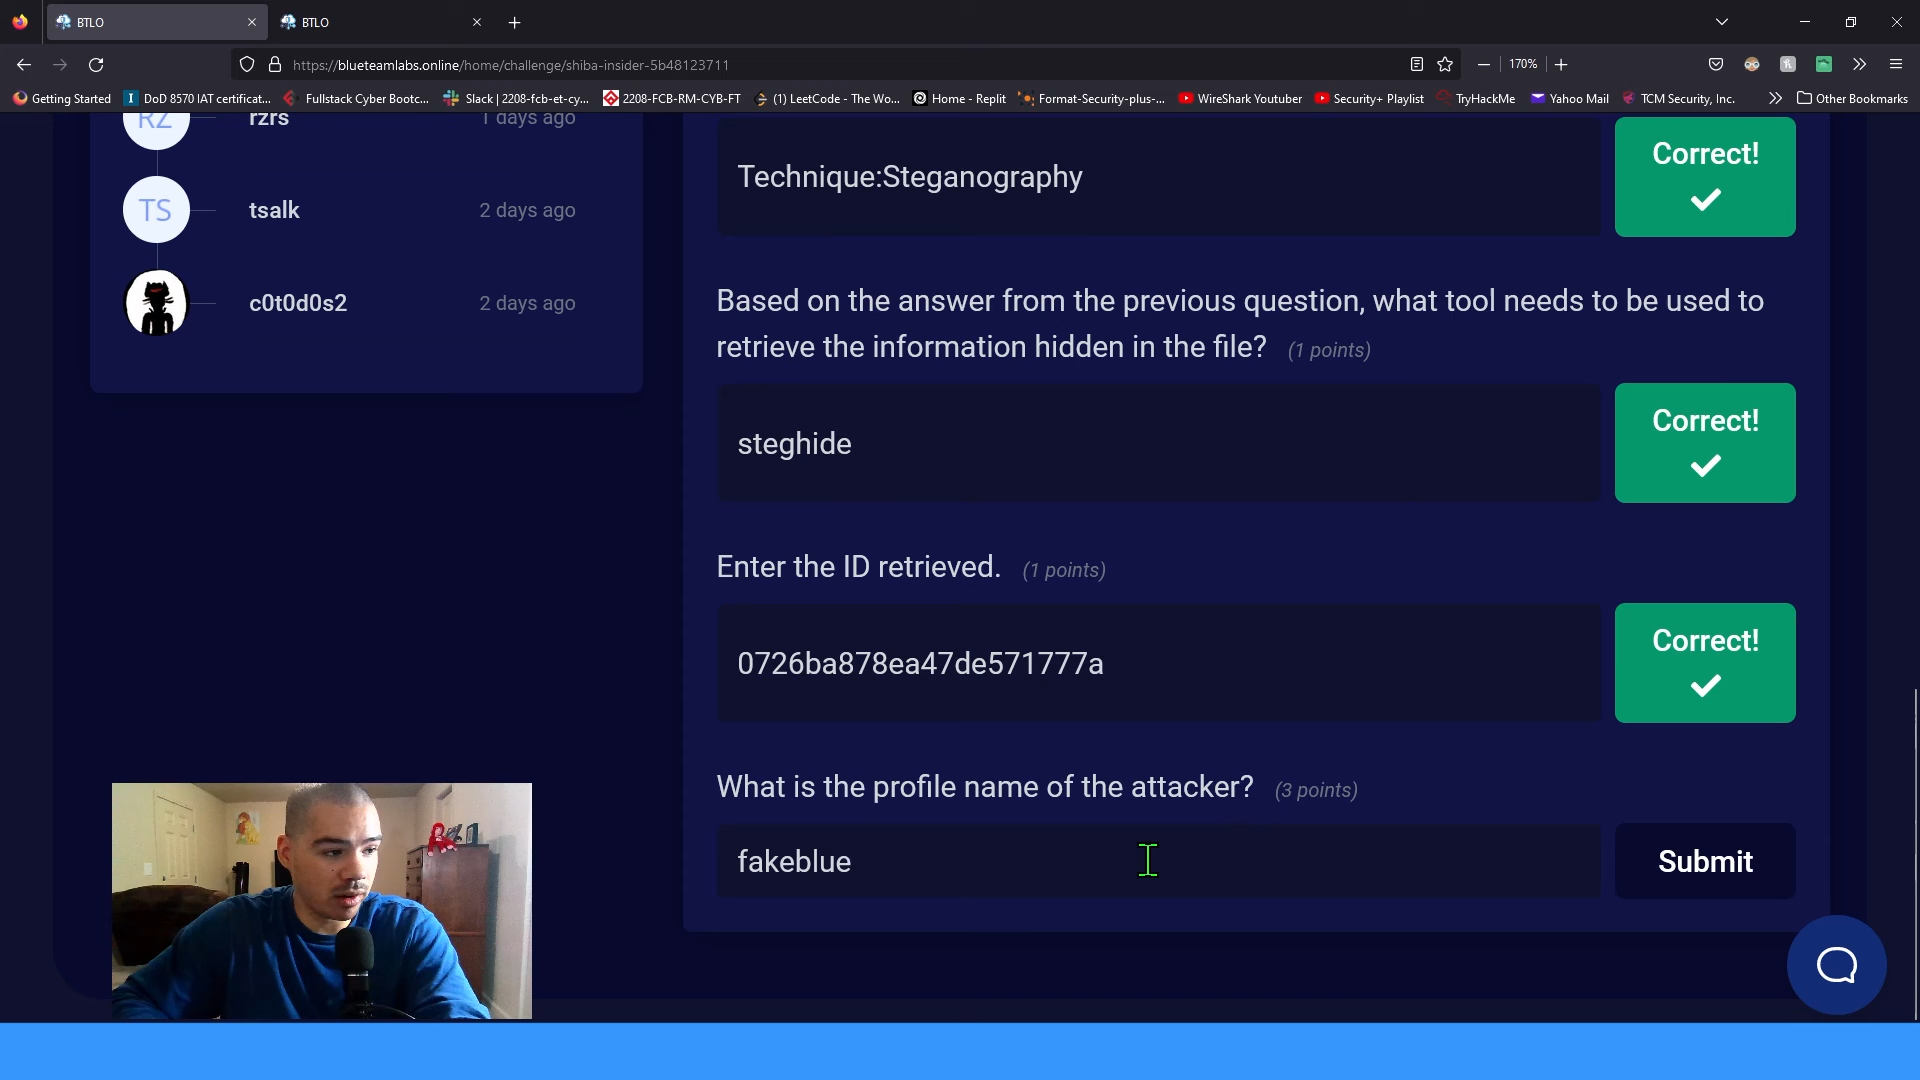 BTLO
BTLO
https://blueteamlabs.online/home/challenge/shiba-insider-5b48123711
170%
Getting Started
DoD 8570 IAT certificat...
Fullstack Cyber Bootc...
Slack | 2208-fcb-et-cy...
2208-FCB-RM-CYB-FT
(1) LeetCode - The Wo...
Home - Replit
Format-Security-plus-...
WireShark Youtuber
Security+ Playlist
TryHackMe
Yahoo Mail
TCM Security, Inc.
Other Bookmarks
RZ
rzrs
1 days ago
TS
tsalk
2 days ago
c0t0d0s2
2 days ago
Technique:Steganography
Correct!
Based on the answer from the previous question, what tool needs to be used to
retrieve the information hidden in the file? (1 points)
steghide
Correct!
Enter the ID retrieved. (1 points)
0726ba878ea47de571777a
Correct!
What is the profile name of the attacker? (3 points)
fakeblue
Submit